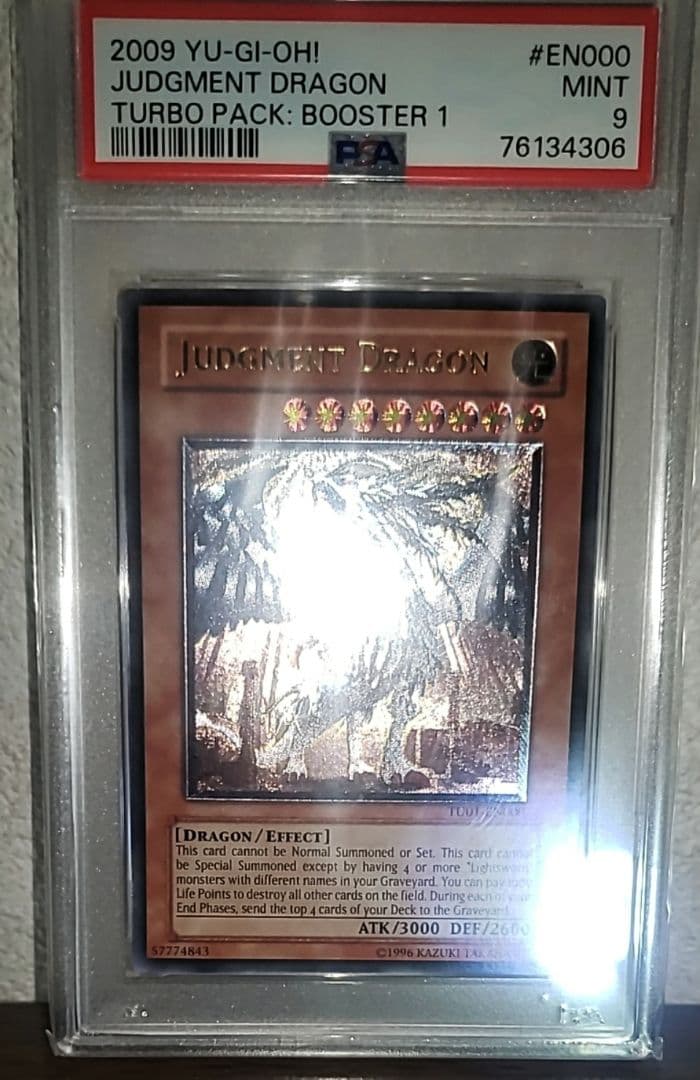 2009 YU-GI-OH! #EN000
JUDGMENT DRAGON MINT
TURBO PACK: BOOSTER 1 9
PSA 76134306
JUDGMENT DRAGON
[DRAGON/EFFECT]
This card cannot be Normal Summoned or Set. This card
be Special Summoned except by having 4 or more
monsters with different names in your Graveyard. You can pay
Life Points to destroy all other cards on the field. During each of
End Phases, send the top 4 cards of your Deck to the Graveyard
ATK/3000 DEF/2600
57774843 ©1996 KAZUKI